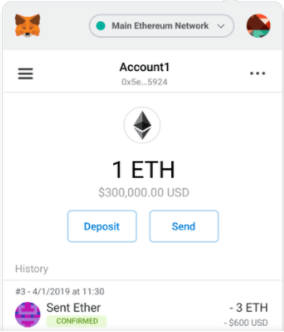 Main Ethereum Network
Account1
0x5e...5924
1 ETH
$300,000.00 USD
Deposit Send
History
#3 - 4/1/2019 at 11:30
Sent Ether - 3 ETH
CONFIRMED - $600 USD